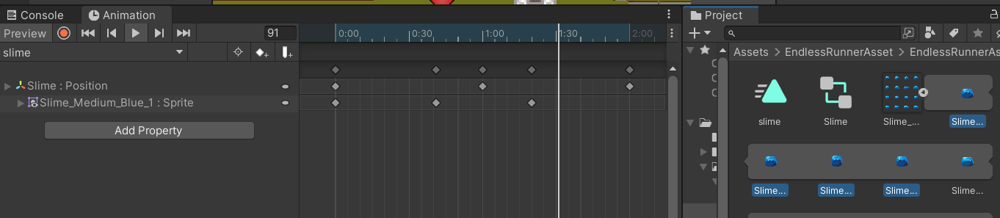 Console
Animation
Project
Preview
91
0:00
0:30
1:00
1:30
2:00
slime
Assets > EndlessRunnerAsset > EndlessRunnerA
Slime : Position
Slime_Medium_Blue_1 : Sprite
Add Property
slime
Slime
Slime_...
Slime...
Slime...
Slime...
Slime...
Slime...